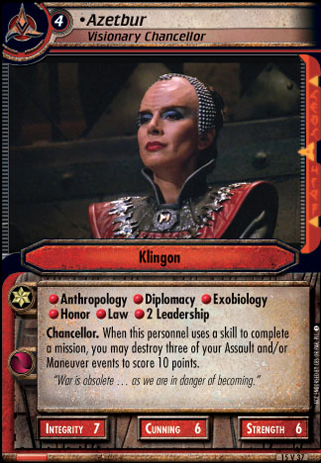 4
•Azetbur
Visionary Chancellor
Klingon
Anthropology Diplomacy Exobiology
Honor Law 2 Leadership
Chancellor. When this personnel uses a skill to complete
a mission, you may destroy three of your Assault and/or
Maneuver events to score 10 points.
"War is obsolete ... as we are in danger of becoming."
INTEGRITY 7 CUNNING 6 STRENGTH 6
15 V 37